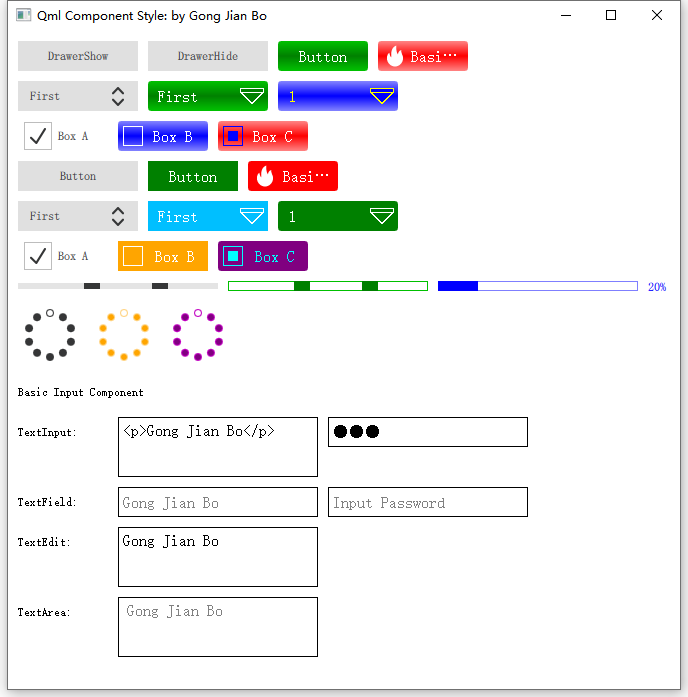 Qml Component Style: by Gong Jian Bo
DrawerShow DrawerHide Button Basi···
First First 1
Box A Box B Box C
Button Button Basi···
First First 1
Box A Box B Box C
20%
Basic Input Component
TextInput: <p>Gong Jian Bo</p> ●●●
TextField: Gong Jian Bo Input Password
TextEdit: Gong Jian Bo
TextArea: Gong Jian Bo